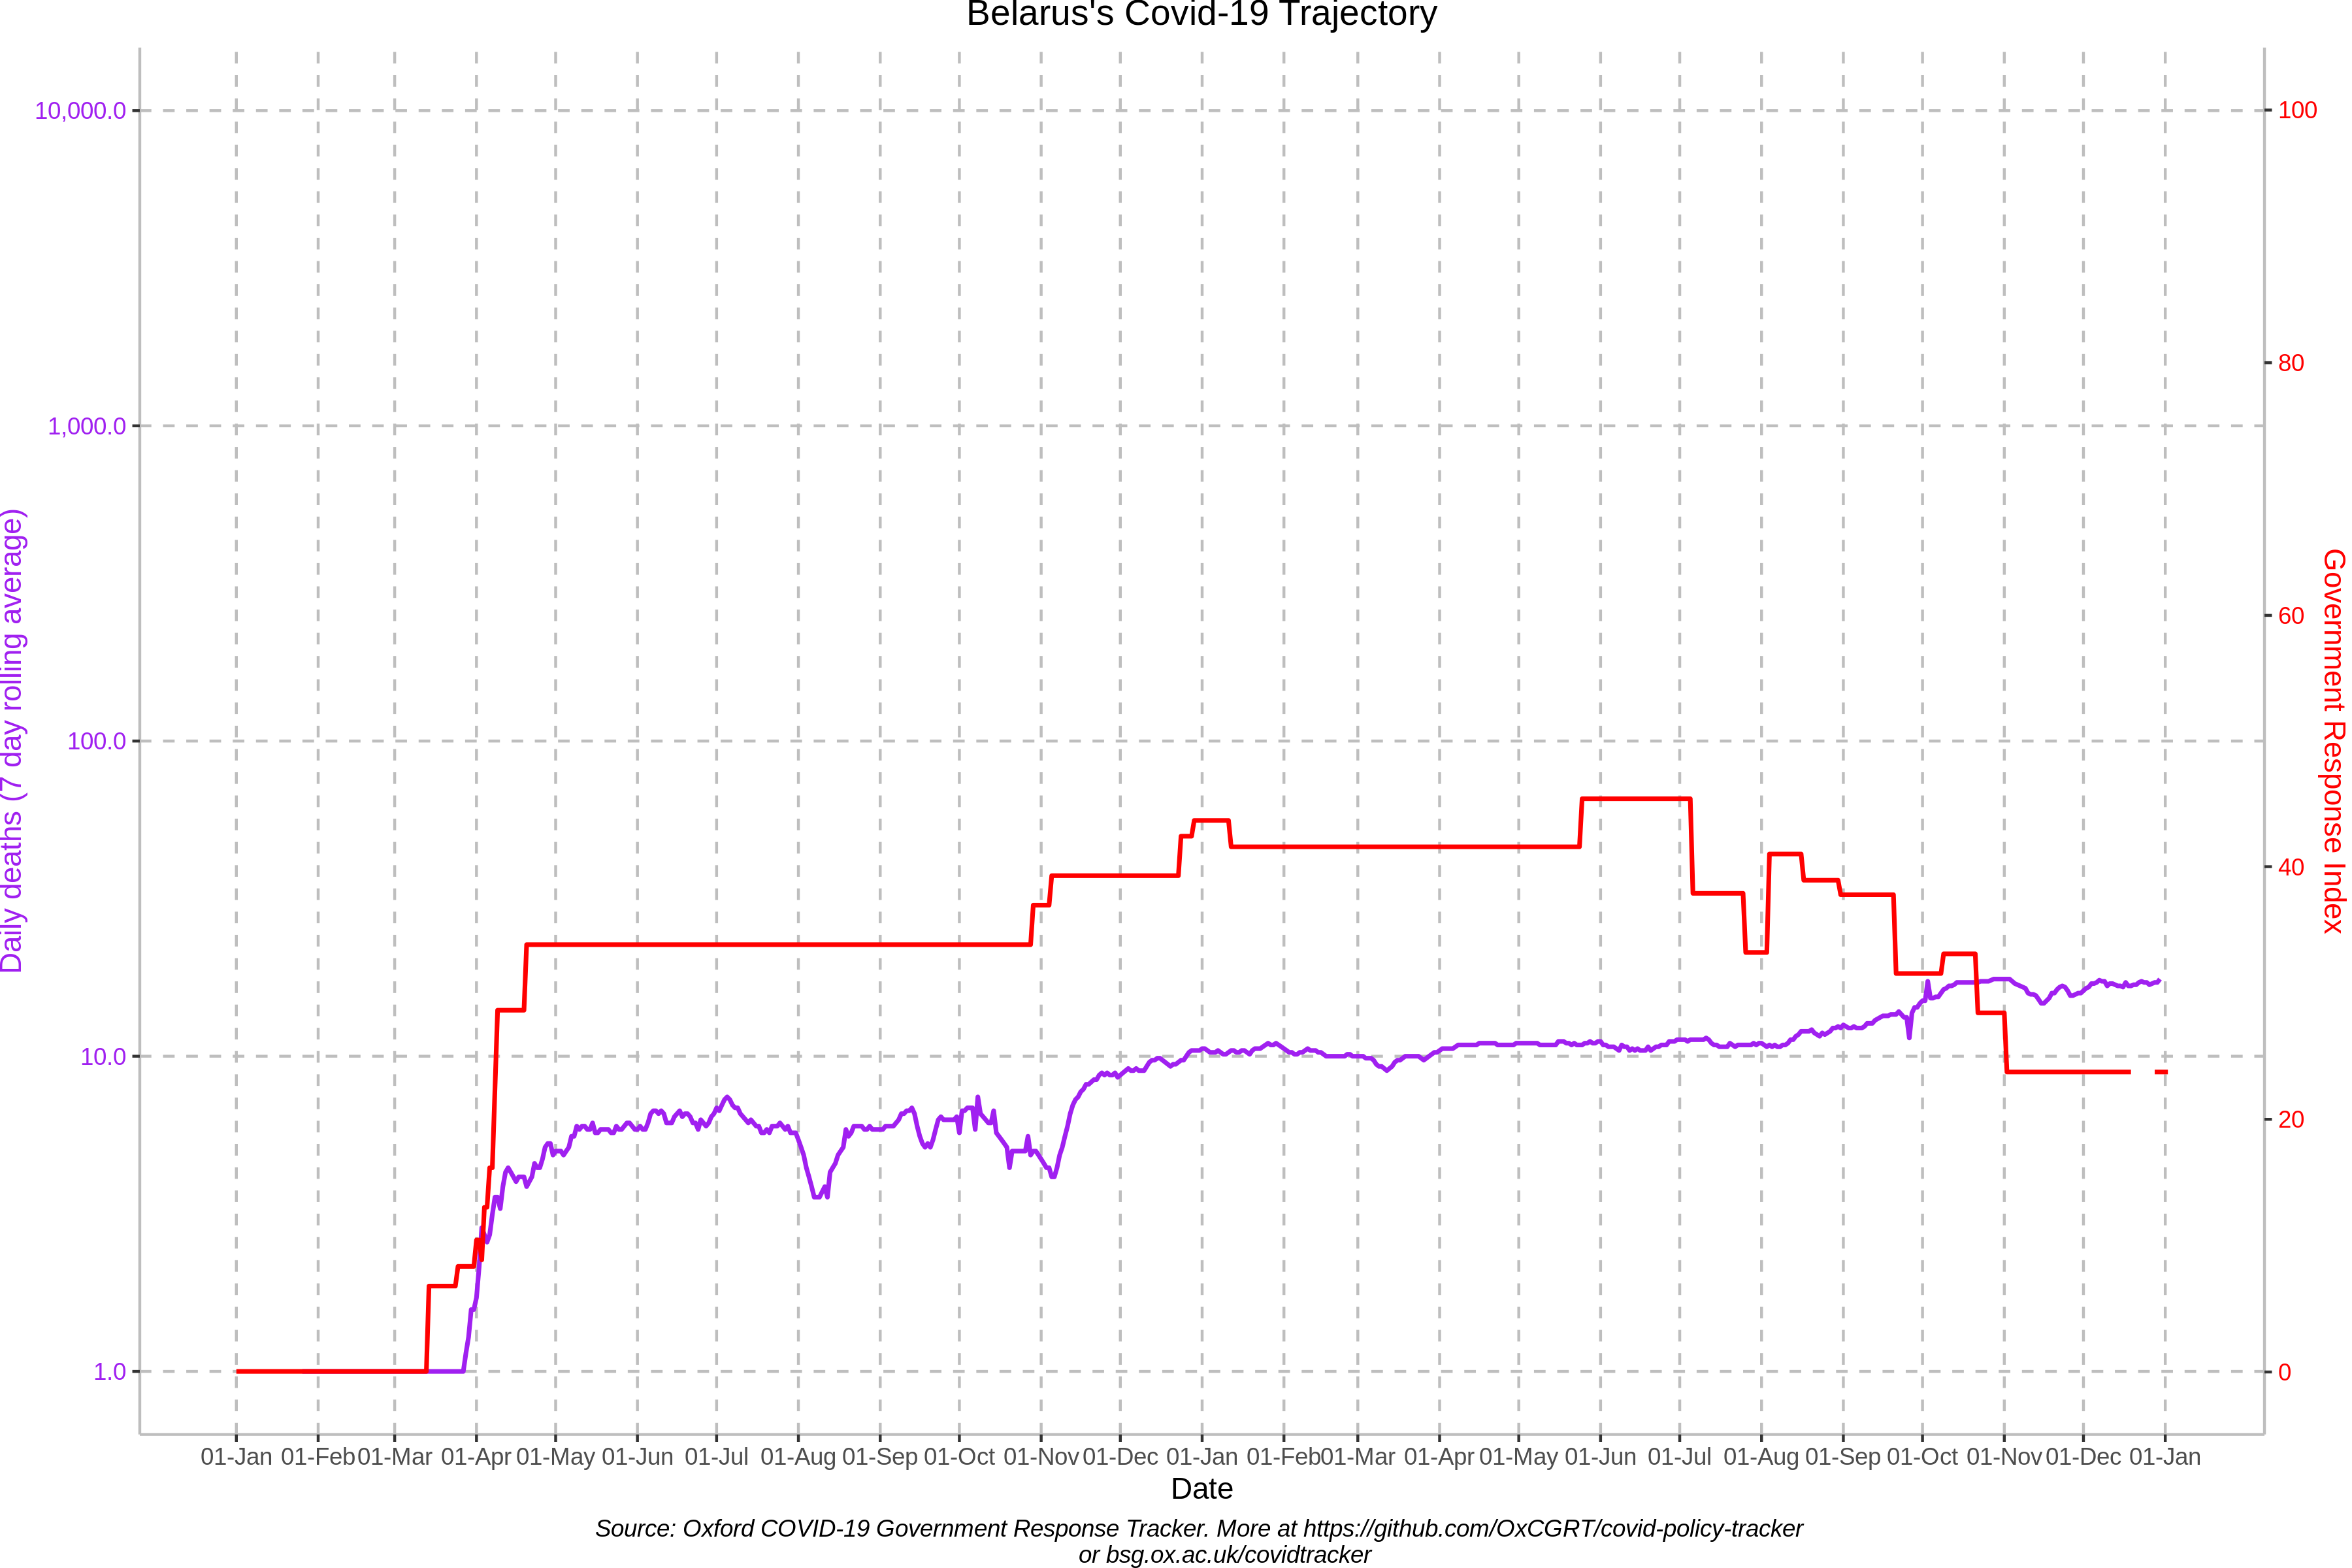 Belarus's Covid-19 Trajectory
10,000.0
1,000.0
100.0
10.0
1.0
Daily deaths (7 day rolling average)
100
80
60
40
20
0
Government Response Index
01-Jan 01-Feb 01-Mar 01-Apr 01-May 01-Jun 01-Jul 01-Aug 01-Sep 01-Oct 01-Nov 01-Dec 01-Jan 01-Feb 01-Mar 01-Apr 01-May 01-Jun 01-Jul 01-Aug 01-Sep 01-Oct 01-Nov 01-Dec 01-Jan
Date
Source: Oxford COVID-19 Government Response Tracker. More at https://github.com/OxCGRT/covid-policy-tracker
or bsg.ox.ac.uk/covidtracker